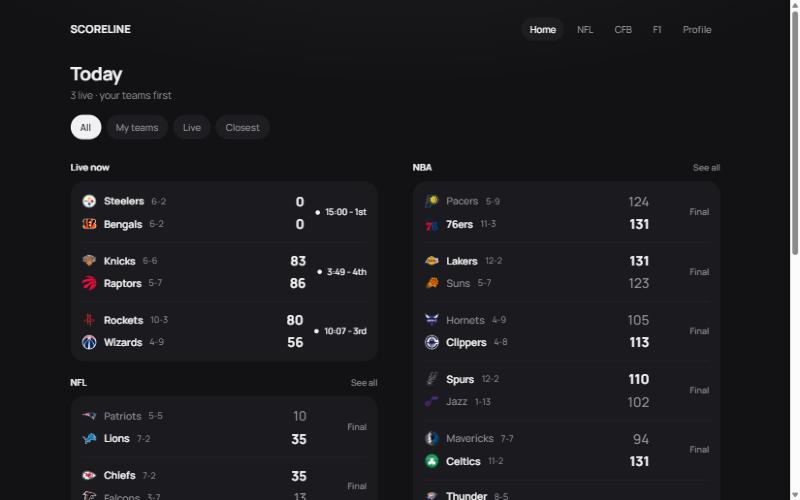 SCORELINE
Home NFL CFB F1 Profile
Today
3 live · your teams first
All My teams Live Closest
Live now
Steelers 6-2 0
15:00 - 1st
Bengals 6-2 0
Knicks 6-6 83
3:49 - 4th
Raptors 5-7 86
Rockets 10-3 80
10:07 - 3rd
Wizards 4-9 56
NFL See all
Patriots 5-5 10
Final
Lions 7-2 35
Chiefs 7-2 35
Final
Falcons 3-7 13
NBA See all
Pacers 5-9 124
Final
76ers 11-3 131
Lakers 12-2 131
Final
Suns 5-7 123
Hornets 4-9 105
Final
Clippers 4-8 113
Spurs 12-2 110
Final
Jazz 1-13 102
Mavericks 7-7 94
Final
Celtics 11-2 131
Thunder 8-5